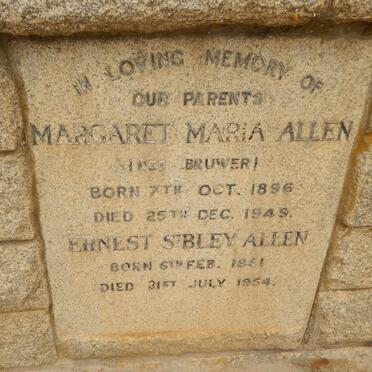 IN LOVING MEMORY OF
OUR PARENTS
MARGARET MARIA ALLEN
(NEE BRUWER)
BORN 7TH OCT. 1896
DIED 25TH DEC. 1949.
ERNEST SIBLEY ALLEN
BORN 6TH FEB. 1881
DIED 31ST JULY 1954.